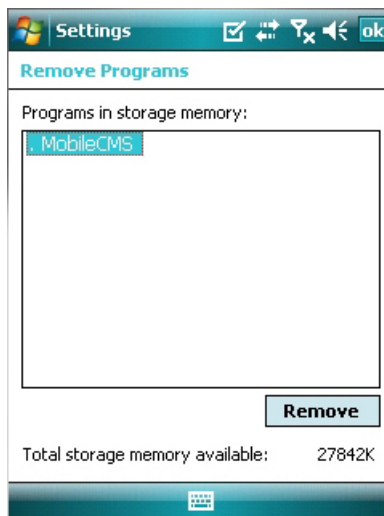 Settings
ok
Remove Programs
Programs in storage memory:
. MobileCMS
Remove
Total storage memory available: 27842K